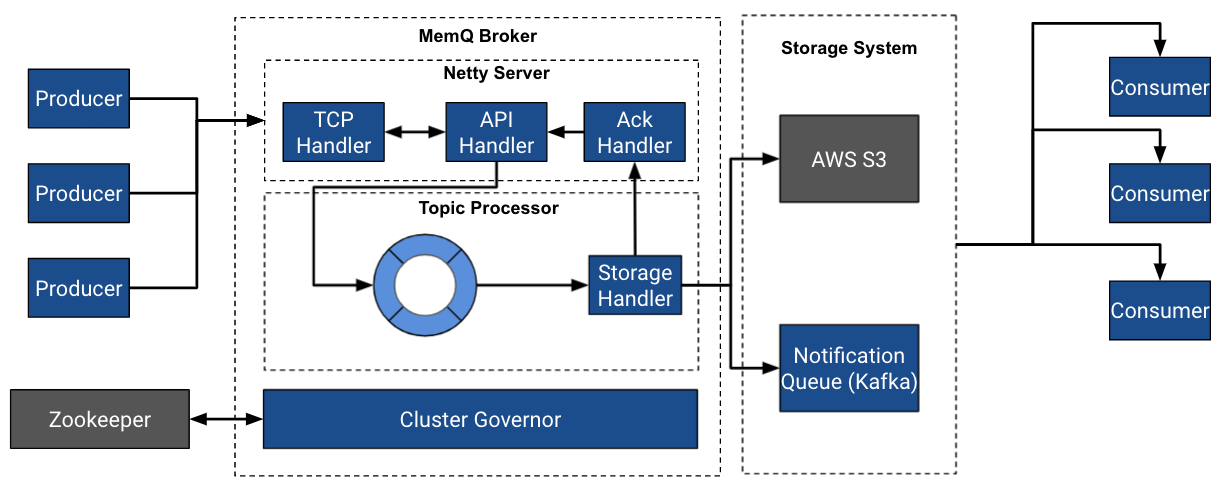 MemQ Broker
Storage System
Netty Server
Producer
Producer
Producer
TCP
Handler
API
Handler
Ack
Handler
Topic Processor
Storage
Handler
Zookeeper
Cluster Governor
AWS S3
Notification
Queue (Kafka)
Consumer
Consumer
Consumer